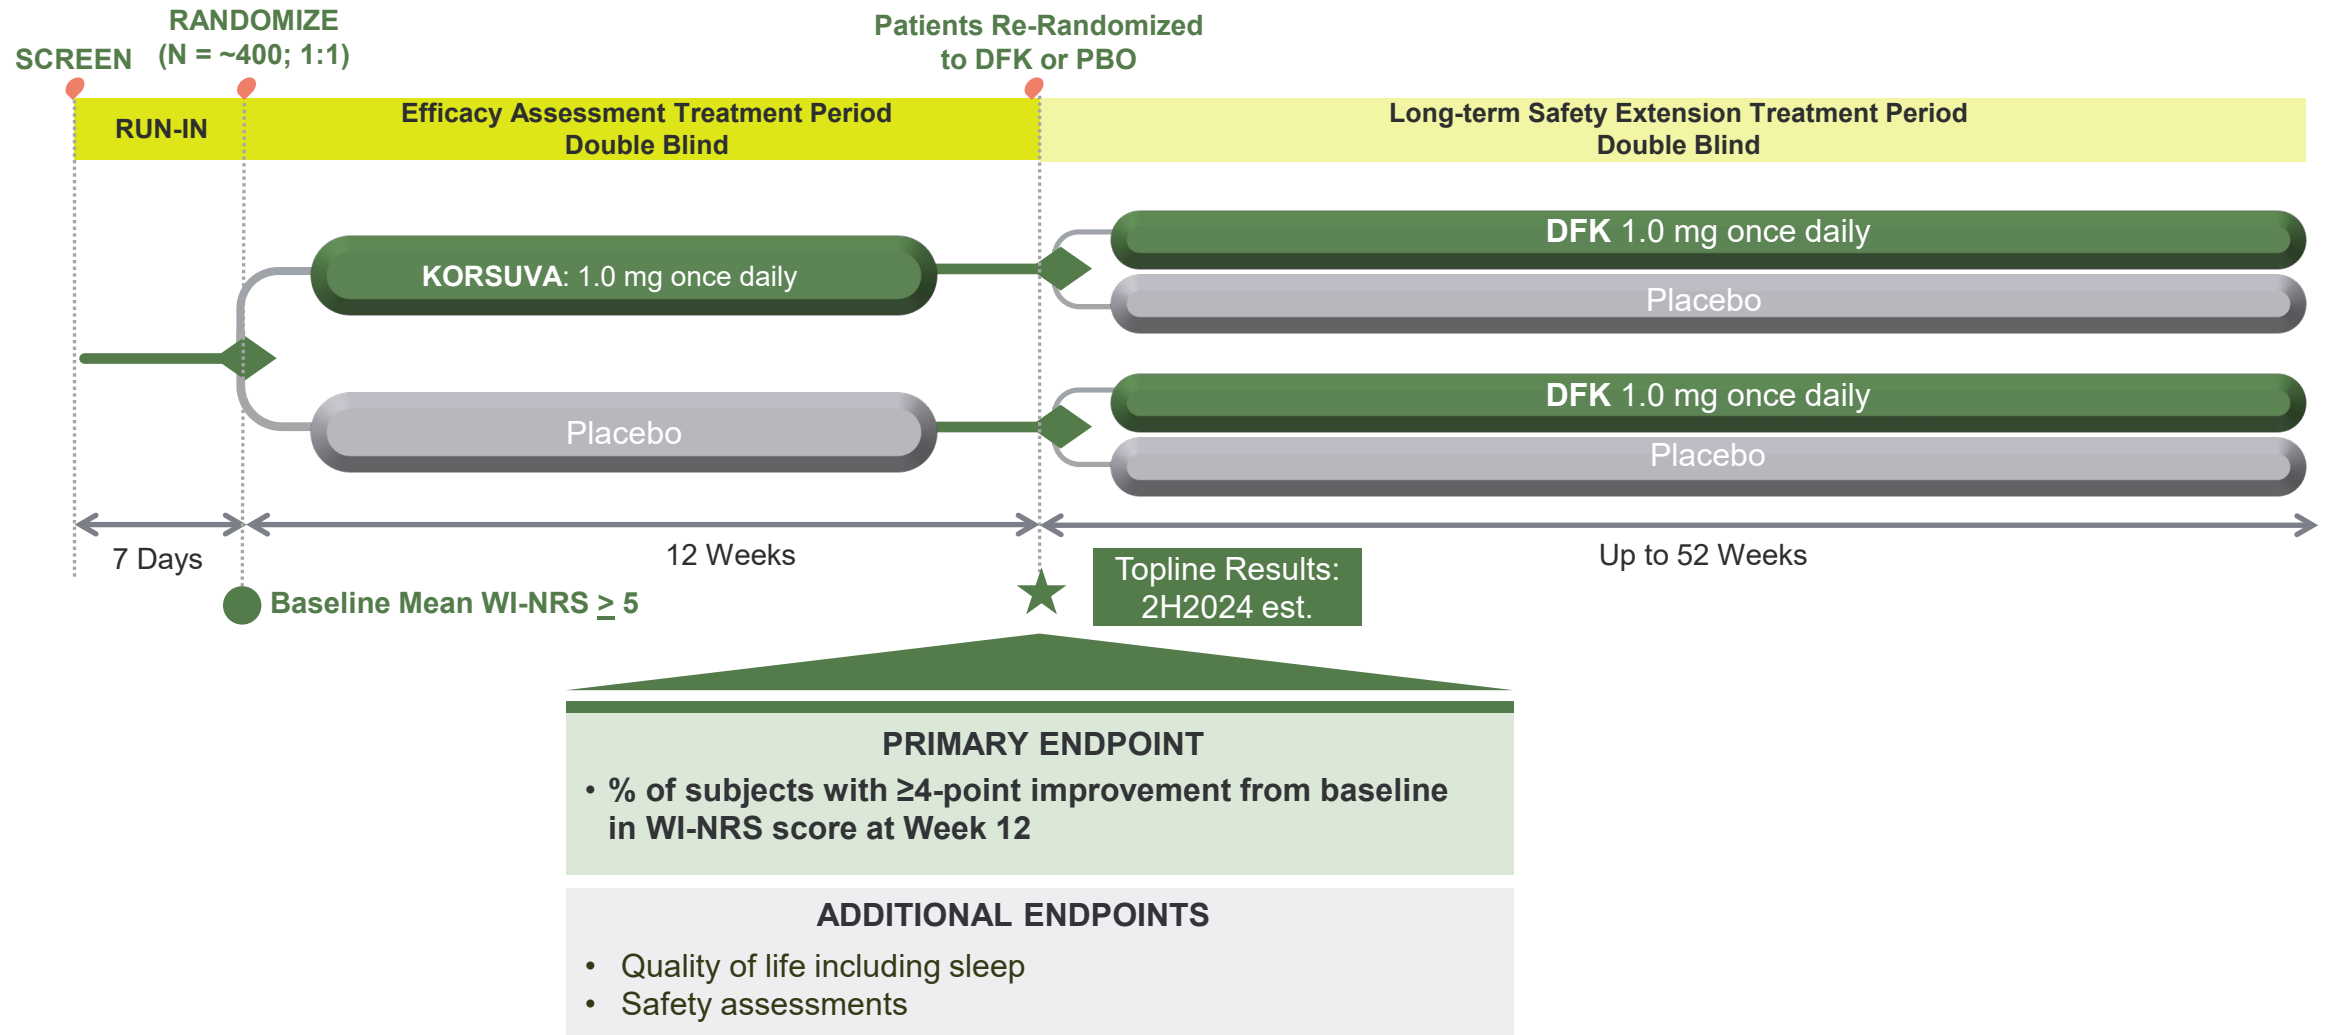 SCREEN
RANDOMIZE
(N = ~400; 1:1)
Patients Re-Randomized
to DFK or PBO
RUN-IN
Efficacy Assessment Treatment Period
Double Blind
Long-term Safety Extension Treatment Period
Double Blind
KORSUVA: 1.0 mg once daily
Placebo
DFK 1.0 mg once daily
Placebo
DFK 1.0 mg once daily
Placebo
7 Days
12 Weeks
Up to 52 Weeks
Baseline Mean WI-NRS ≥ 5
Topline Results:
2H2024 est.
PRIMARY ENDPOINT
• % of subjects with ≥4-point improvement from baseline
in WI-NRS score at Week 12
ADDITIONAL ENDPOINTS
• Quality of life including sleep
• Safety assessments